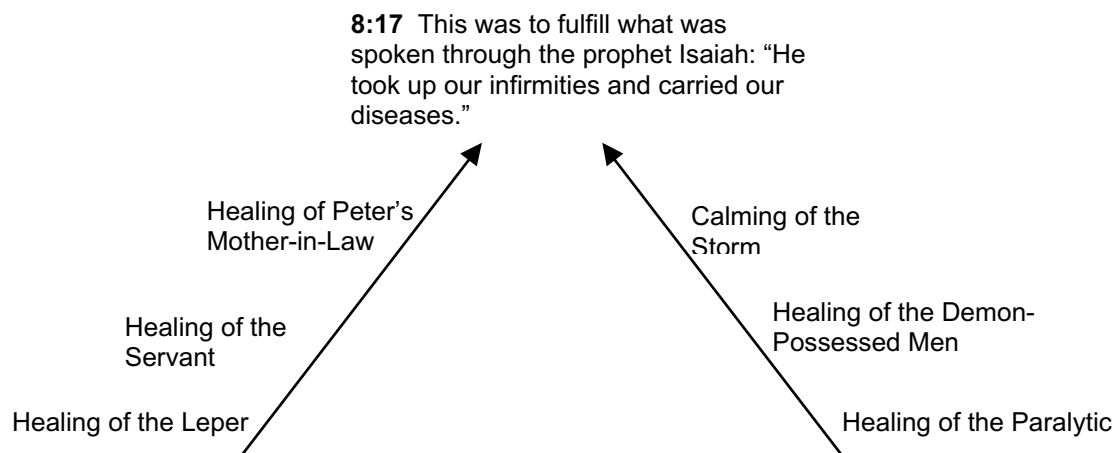 8:17 This was to fulfill what was
spoken through the prophet Isaiah: “He
took up our infirmities and carried our
diseases.”
Healing of Peter’s
Mother-in-Law
Calming of the
Storm
Healing of the
Servant
Healing of the Demon-
Possessed Men
Healing of the Leper
Healing of the Paralytic